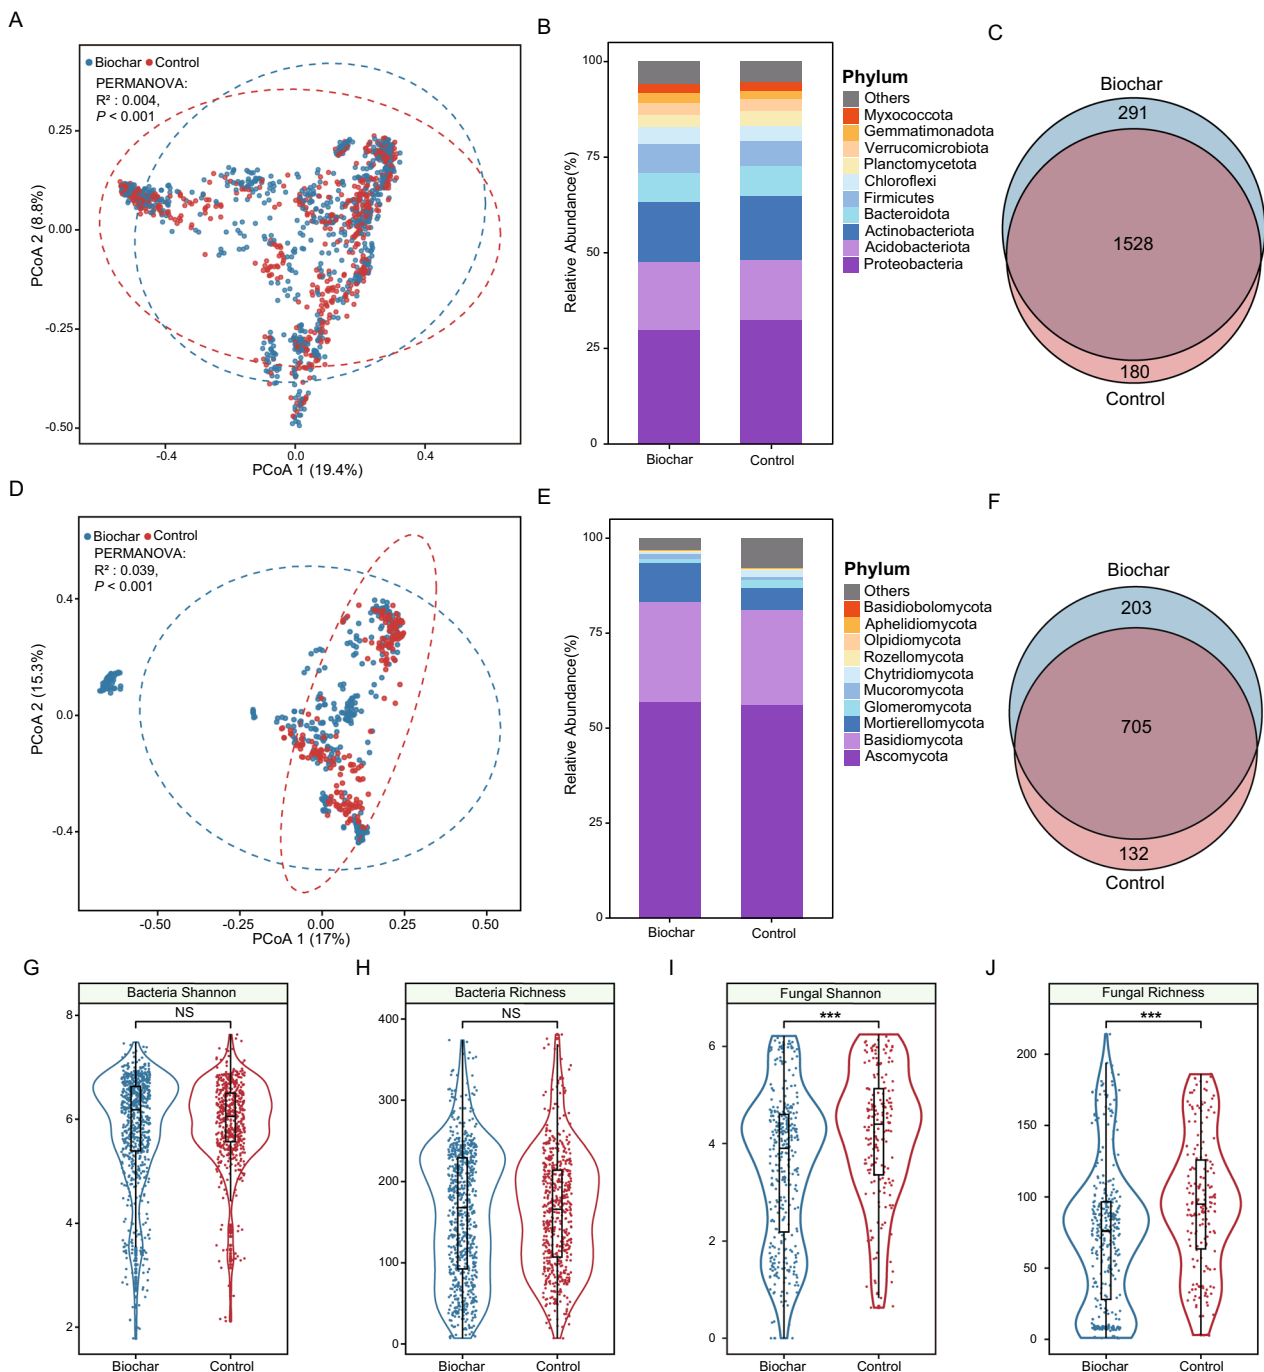 A
Biochar Control
PERMANOVA:
R² : 0.004,
P < 0.001
0.25
0.00
-0.25
-0.50
PCoA 2 (8.8%)
-0.4
0.0
0.4
PCoA 1 (19.4%)
B
100
75
50
25
0
Relative Abundance(%)
Biochar
Control
Phylum
Others
Myxococcota
Gemmatimonadota
Verrucomicrobiota
Planctomycetota
Chloroflexi
Firmicutes
Bacteroidota
Actinobacteriota
Acidobacteriota
Proteobacteria
C
Biochar
291
1528
180
Control
D
Biochar Control
PERMANOVA:
R² : 0.039,
P < 0.001
0.4
0.0
-0.4
PCoA 2 (15.3%)
-0.50
-0.25
0.00
0.25
0.50
PCoA 1 (17%)
E
100
75
50
25
0
Relative Abundance(%)
Biochar
Control
Phylum
Others
Basidiobolomycota
Aphelidiomycota
Olpidiomycota
Rozellomycota
Chytridiomycota
Mucoromycota
Glomeromycota
Mortierellomycota
Basidiomycota
Ascomycota
F
Biochar
203
705
132
Control
G
Bacteria Shannon
NS
8
6
4
2
Biochar
Control
H
Bacteria Richness
NS
400
300
200
100
0
Biochar
Control
I
Fungal Shannon
***
6
4
2
0
Biochar
Control
J
Fungal Richness
***
200
150
100
50
0
Biochar
Control